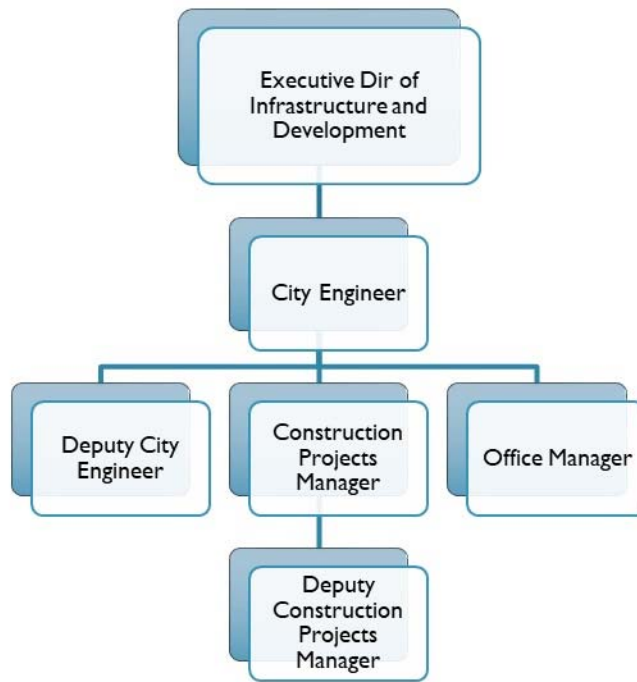 Executive Dir of
Infrastructure and
Development
City Engineer
Deputy City
Engineer
Construction
Projects
Manager
Office Manager
Deputy
Construction
Projects
Manager